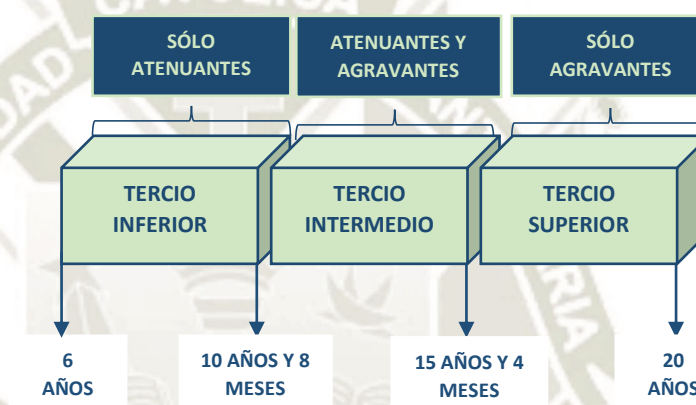 SÓLO
ATENUANTES
ATENUANTES Y
AGRAVANTES
SÓLO
AGRAVANTES
TERCIO
INFERIOR
TERCIO
INTERMEDIO
TERCIO
SUPERIOR
6
AÑOS
10 AÑOS Y 8
MESES
15 AÑOS Y 4
MESES
20
AÑOS